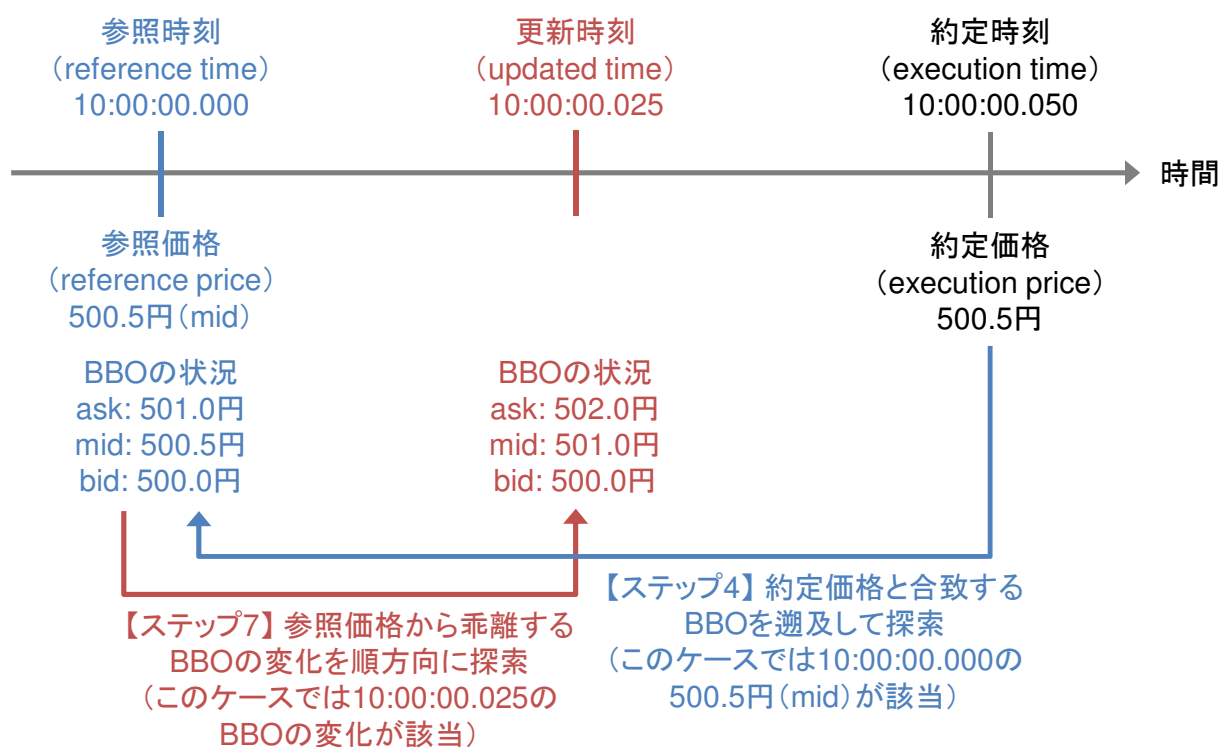 参照時刻
（reference time）
10:00:00.000
更新時刻
（updated time）
10:00:00.025
約定時刻
（execution time）
10:00:00.050
時間
参照価格
（reference price）
500.5円（mid）
約定価格
（execution price）
500.5円
BBOの状況
ask: 501.0円
mid: 500.5円
bid: 500.0円
BBOの状況
ask: 502.0円
mid: 501.0円
bid: 500.0円
【ステップ7】参照価格から乖離する
BBOの変化を順方向に探索
（このケースでは10:00:00.025の
BBOの変化が該当）
【ステップ4】約定価格と合致する
BBOを遡及して探索
（このケースでは10:00:00.000の
500.5円（mid）が該当）